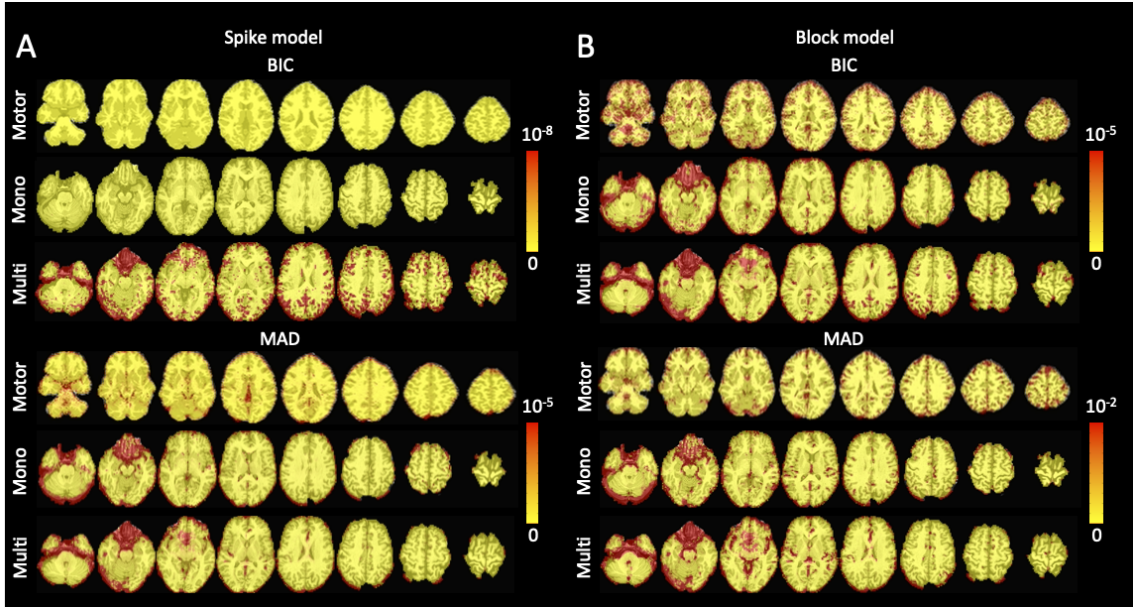 A
Spike model
BIC
Motor
Mono
Multi
10-8
0
MAD
Motor
Mono
Multi
10-5
0
B
Block model
BIC
Motor
Mono
Multi
10-5
0
MAD
Motor
Mono
Multi
10-2
0